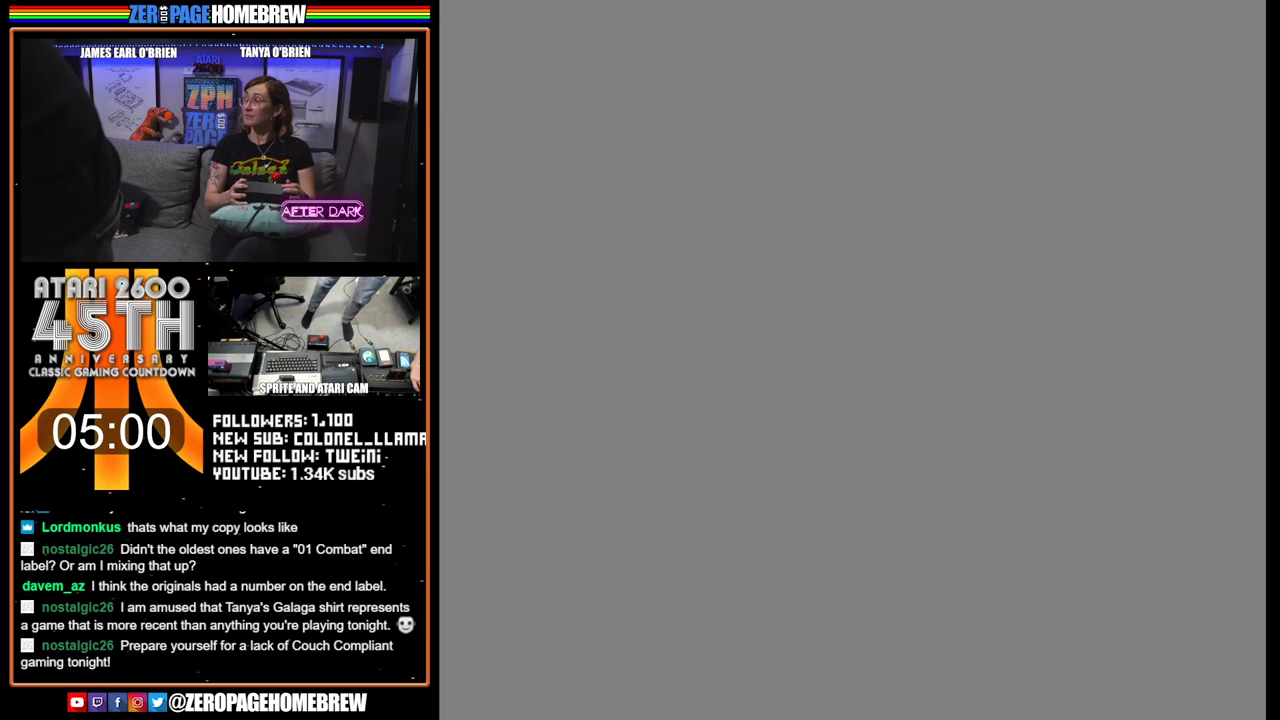 ZER PAGE HOMEBREW
JAMES EARL O'BRIEN
TANYA O'BRIEN
ATARI
ZPH
ZERO
PAGE
Galaga
AFTER DARK
ATARI 2600
45TH
ANNIVERSARY
CLASSIC GAMING COUNTDOWN
05:00
SPRITE AND ATARI CAM
FOLLOWERS: 1,100
NEW SUB: COLONEL_LLAMA
NEW FOLLOW: TWEINI
YOUTUBE: 1.34K subs
Lordmonkus thats what my copy looks like
nostalgic26 Didn't the oldest ones have a "01 Combat" end
label? Or am I mixing that up?
davem_az I think the originals had a number on the end label.
nostalgic26 I am amused that Tanya's Galaga shirt represents
a game that is more recent than anything you're playing tonight.
nostalgic26 Prepare yourself for a lack of Couch Compliant
gaming tonight!
@ZEROPAGEHOMEBREW